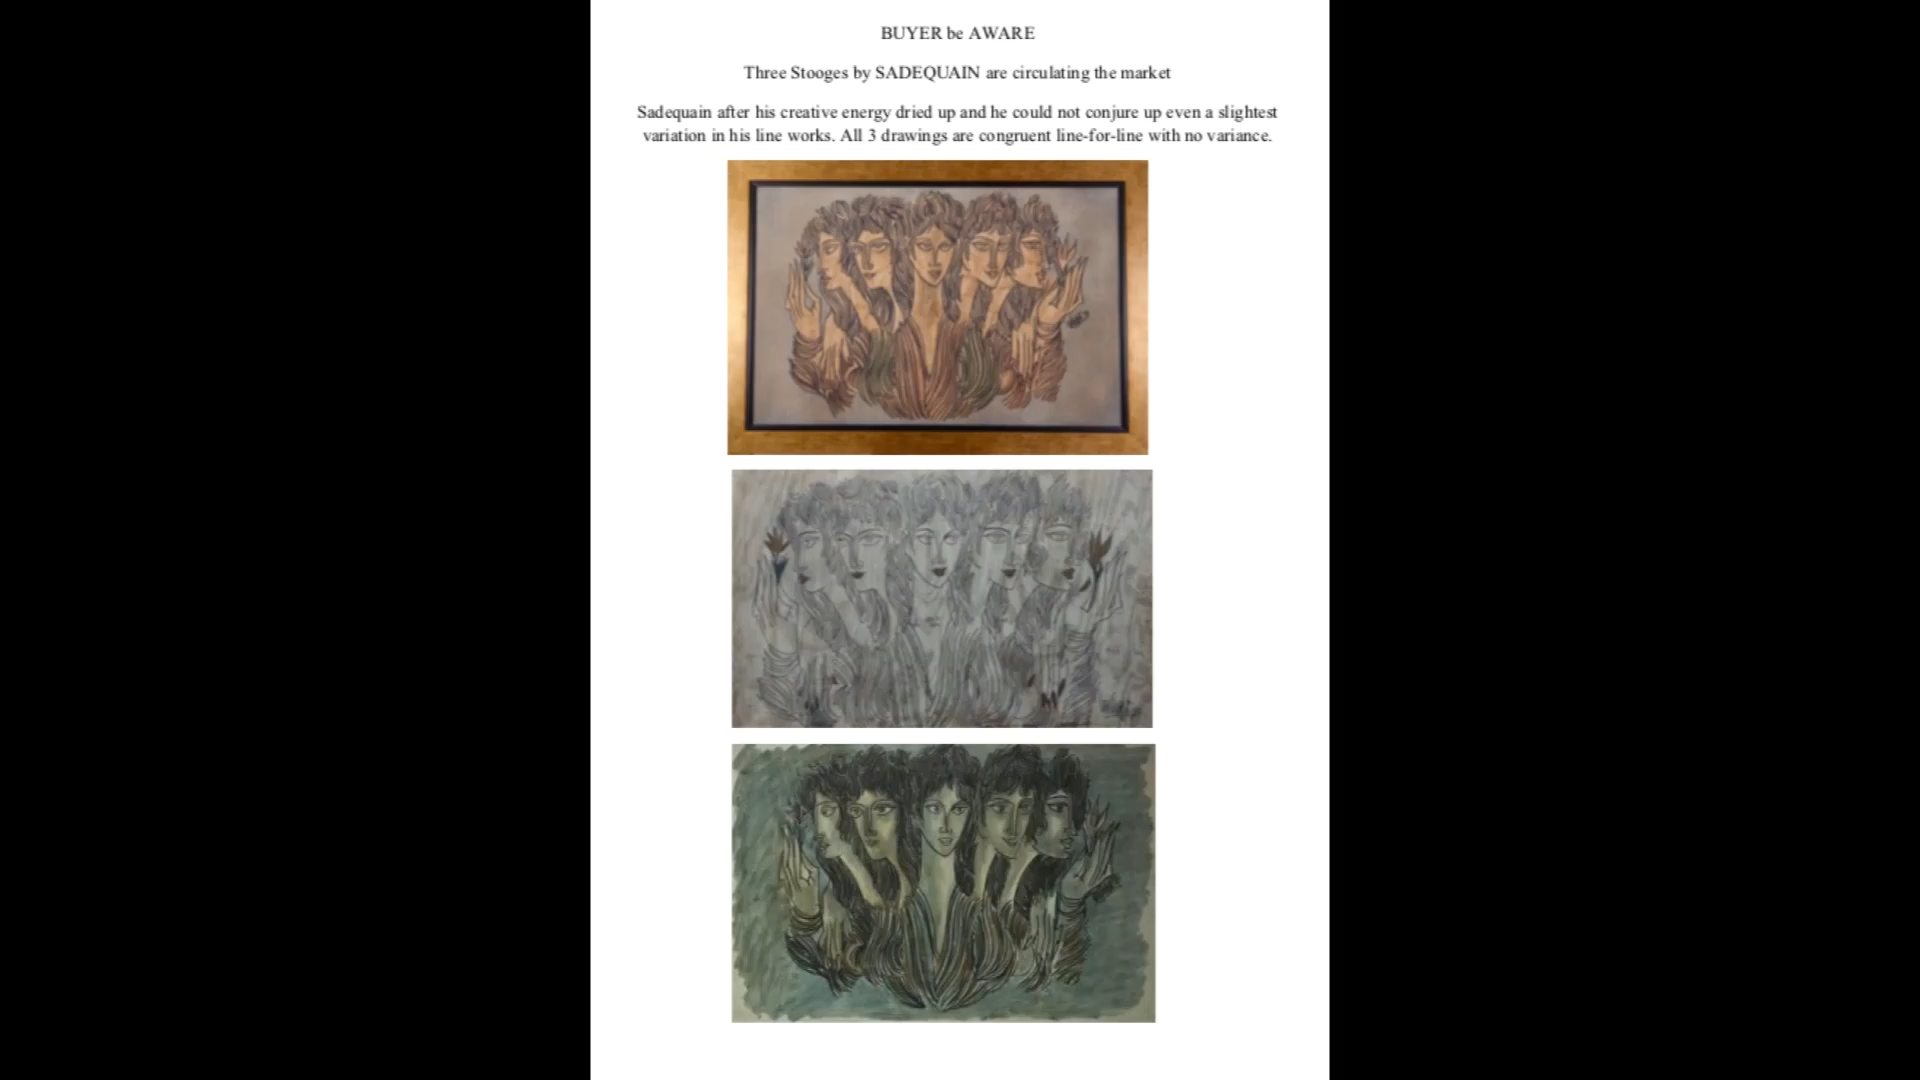 BUYER be AWARE
Three Stooges by SADEQUAIN are circulating the market
Sadequain after his creative energy dried up and he could not conjure up even a slightest
variation in his line works. All 3 drawings are congruent line-for-line with no variance.